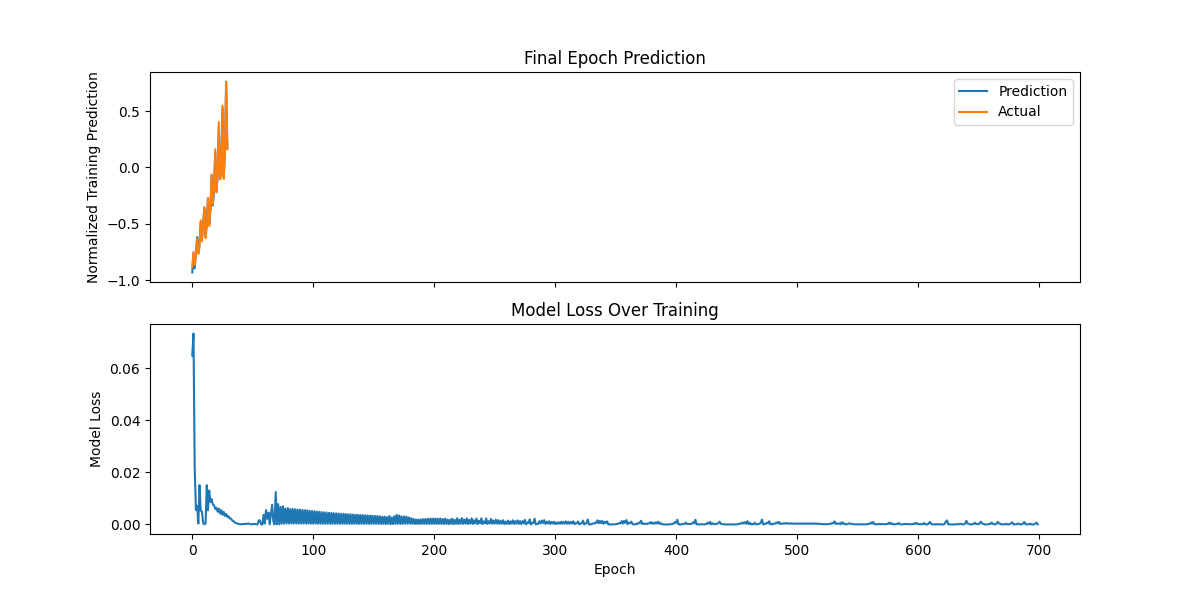 Final Epoch Prediction
Normalized Training Prediction
0.5
0.0
−0.5
−1.0
Prediction
Actual
Model Loss Over Training
Model Loss
0.06
0.04
0.02
0.00
0 100 200 300 400 500 600 700
Epoch